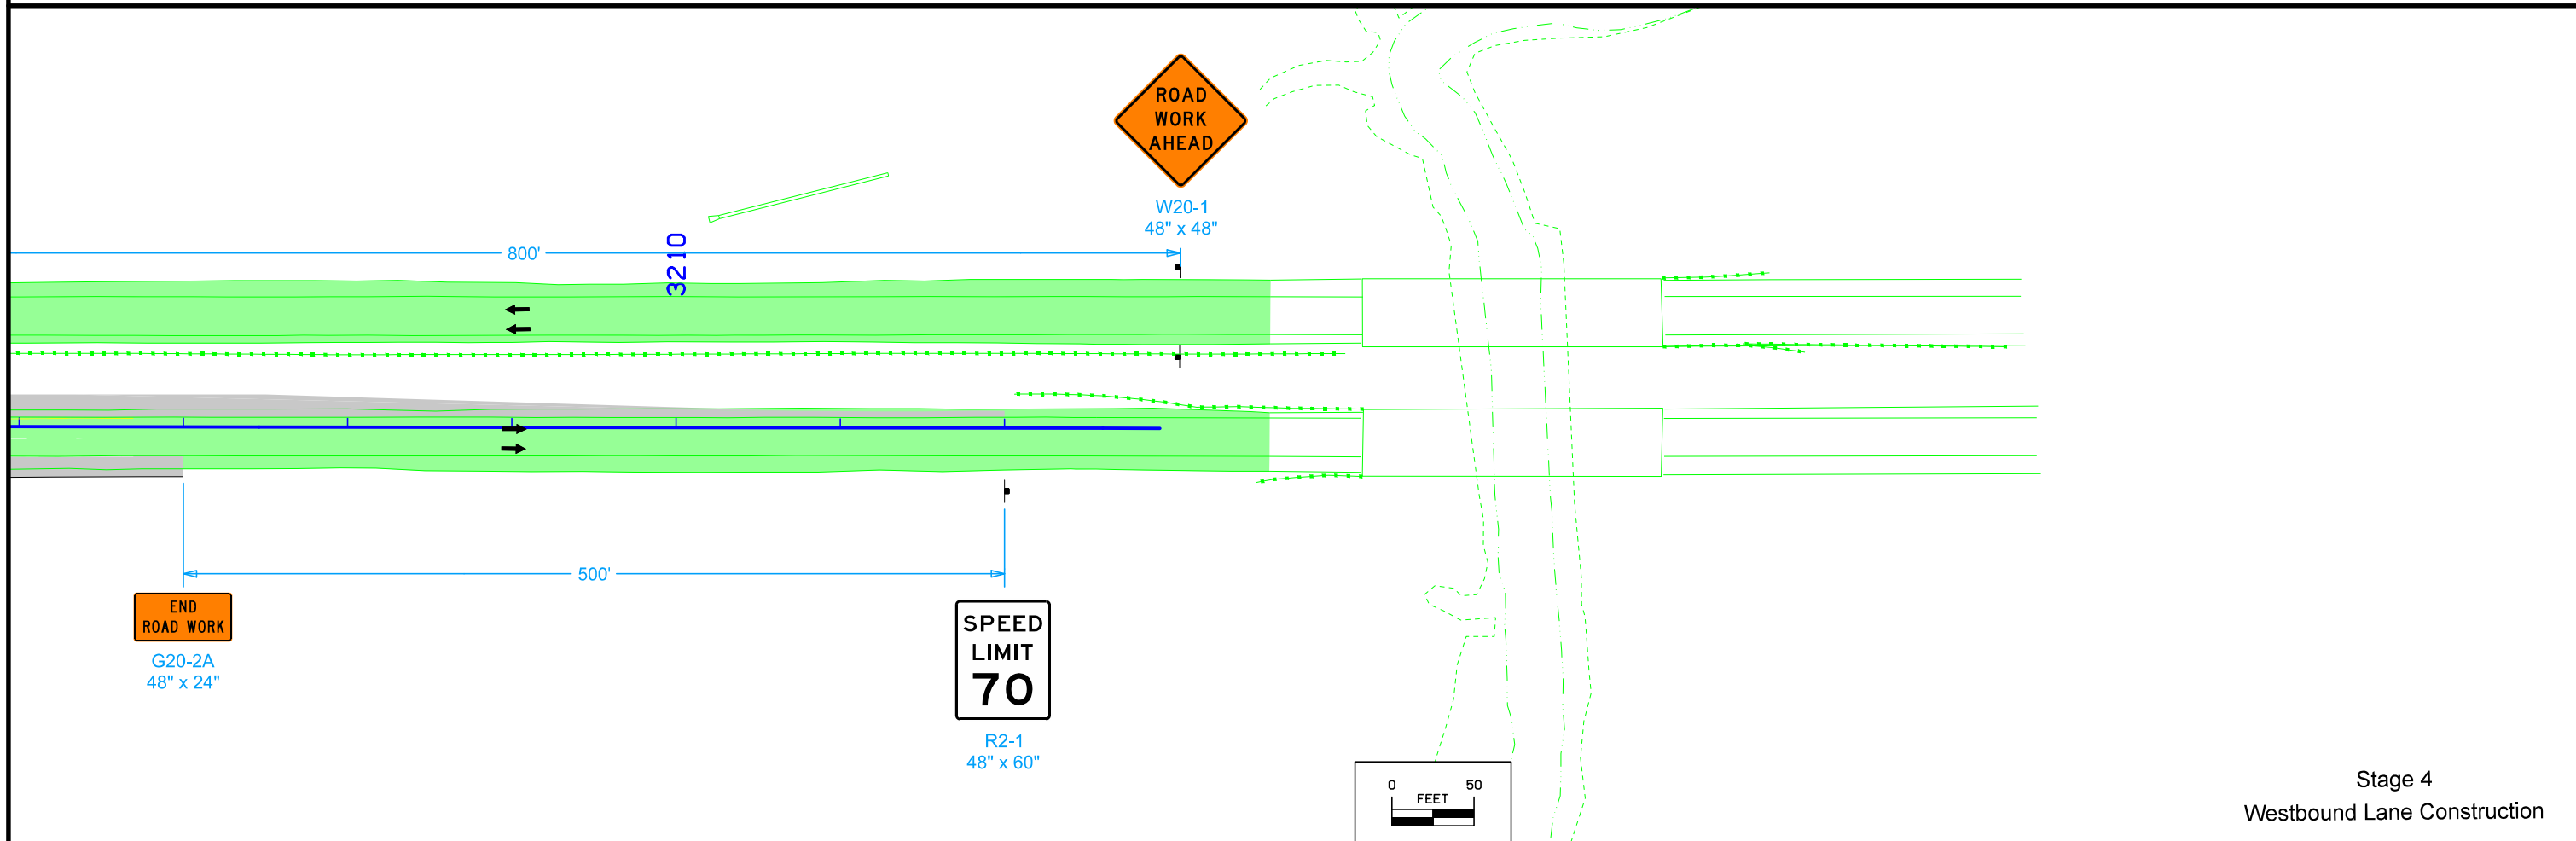 ROAD
WORK
AHEAD
W20-1
48" x 48"
800'
3210
500'
END
ROAD WORK
G20-2A
48" x 24"
SPEED
LIMIT
70
R2-1
48" x 60"
0 50
FEET
Stage 4
Westbound Lane Construction